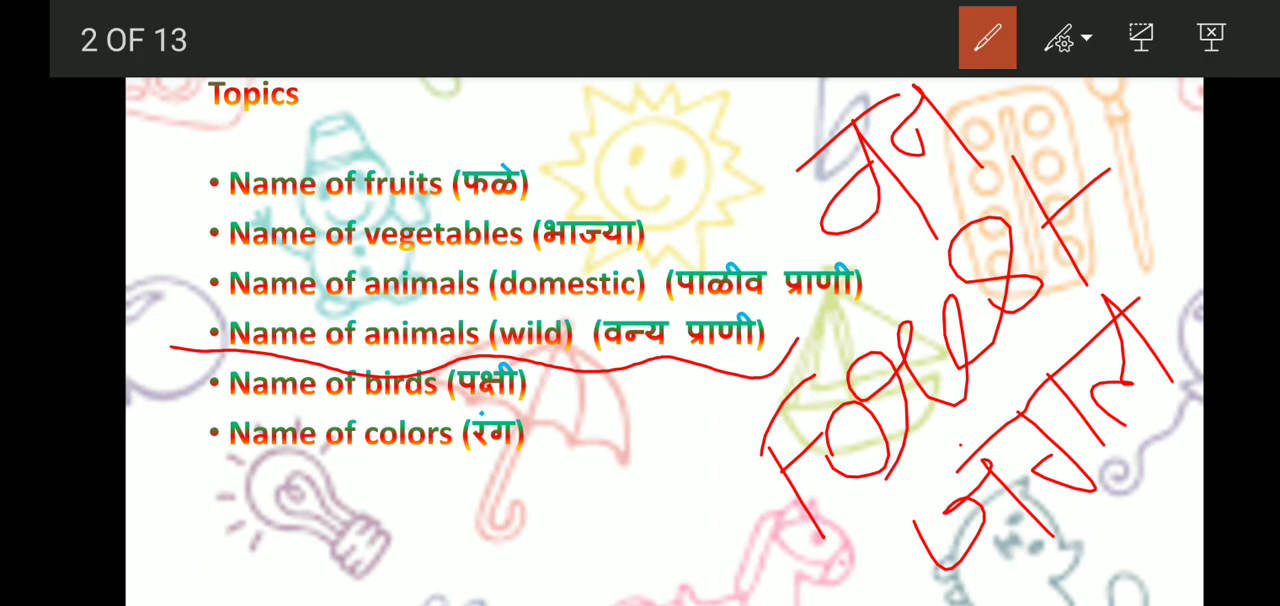 2 OF 13
Topics
• Name of fruits (फळे)
• Name of vegetables (भाज्या)
• Name of animals (domestic) (पाळीव प्राणी)
• Name of animals (wild) (वन्य प्राणी)
• Name of birds (पक्षी)
• Name of colors (रंग)
वन
Forest